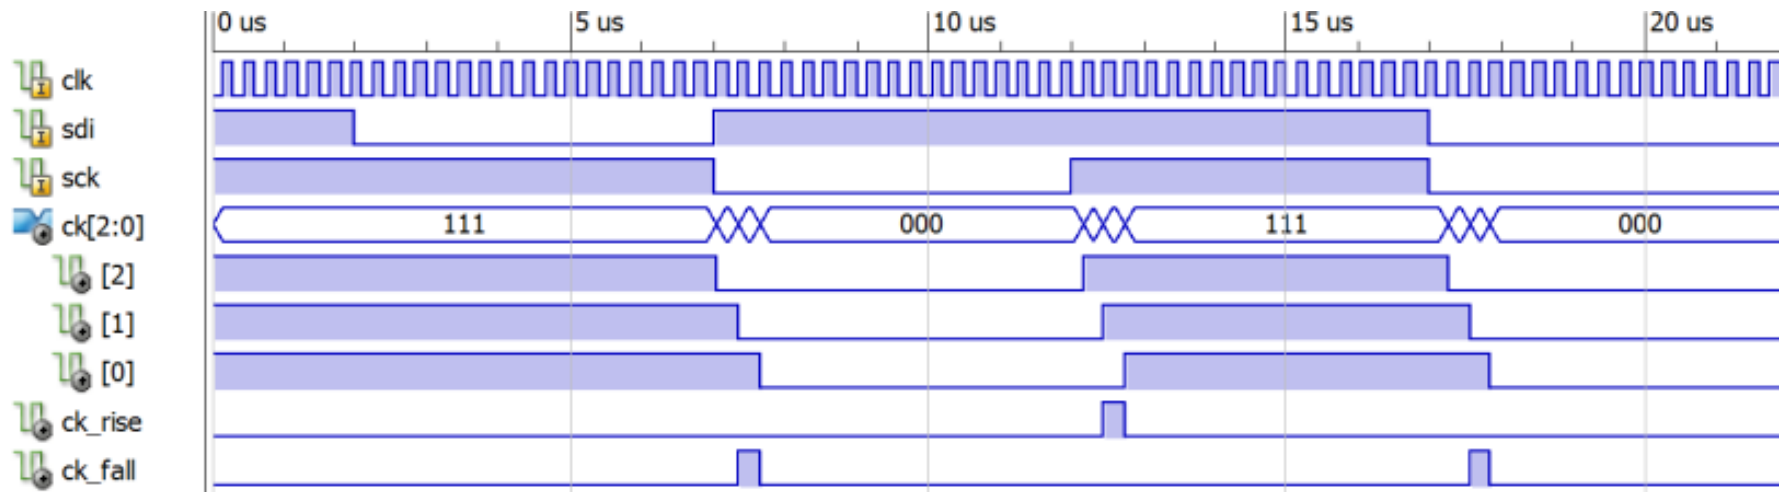 0 us 5 us 10 us 15 us 20 us
clk
sdi
sck
ck[2:0] 111 000 111 000
[2]
[1]
[0]
ck_rise
ck_fall